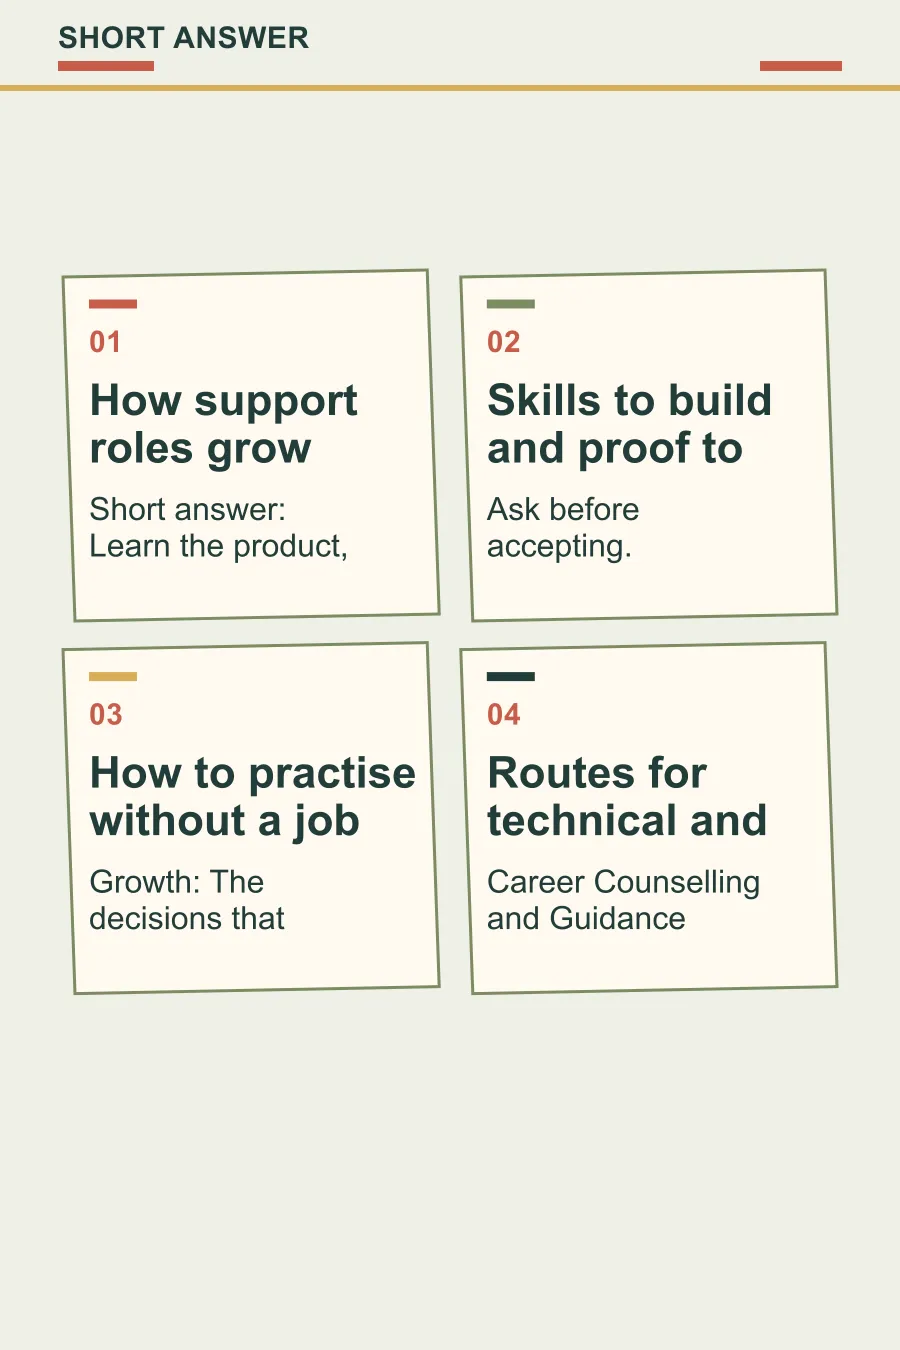 SHORT ANSWER
01
How support
roles grow
Short answer:
Learn the product,
02
Skills to build
and proof to
Ask before
accepting.
03
How to practise
without a job
Growth: The
decisions that
04
Routes for
technical and
Career Counselling
and Guidance